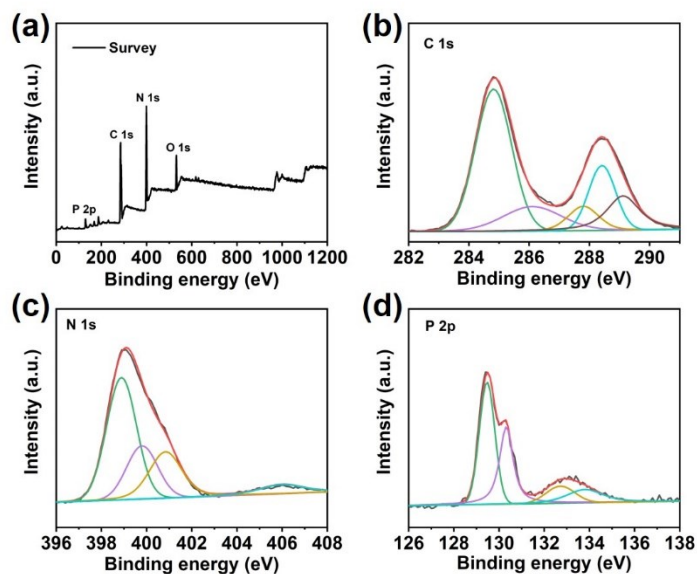 (a)
Survey
N 1s
C 1s
O 1s
P 2p
Intensity (a.u.)
0 200 400 600 800 1000 1200
Binding energy (eV)
(b)
C 1s
Intensity (a.u.)
282 284 286 288 290
Binding energy (eV)
(c)
N 1s
Intensity (a.u.)
396 398 400 402 404 406 408
Binding energy (eV)
(d)
P 2p
Intensity (a.u.)
126 128 130 132 134 136 138
Binding energy (eV)